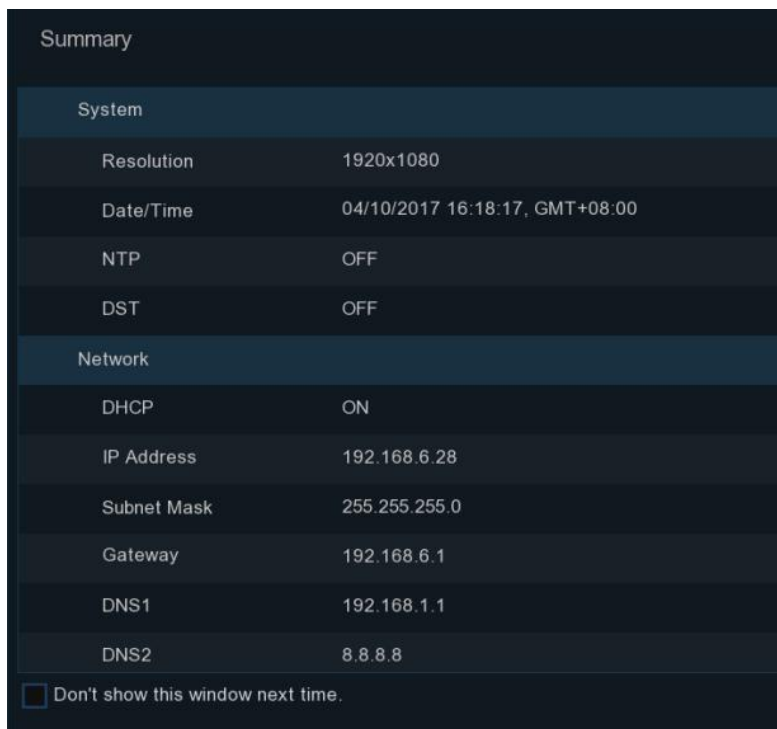 Summary
System
Resolution 1920x1080
Date/Time 04/10/2017 16:18:17, GMT+08:00
NTP OFF
DST OFF
Network
DHCP ON
IP Address 192.168.6.28
Subnet Mask 255.255.255.0
Gateway 192.168.6.1
DNS1 192.168.1.1
DNS2 8.8.8.8
Don't show this window next time.